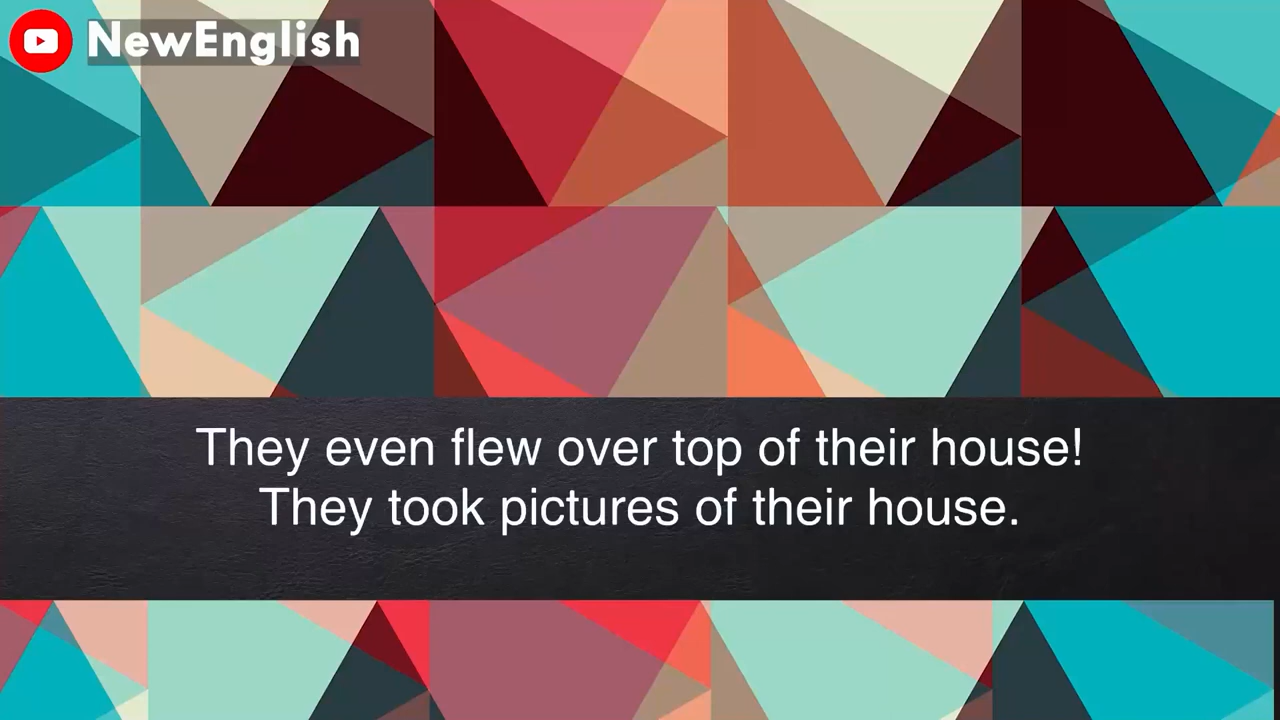 NewEnglish
They even flew over top of their house!
They took pictures of their house.